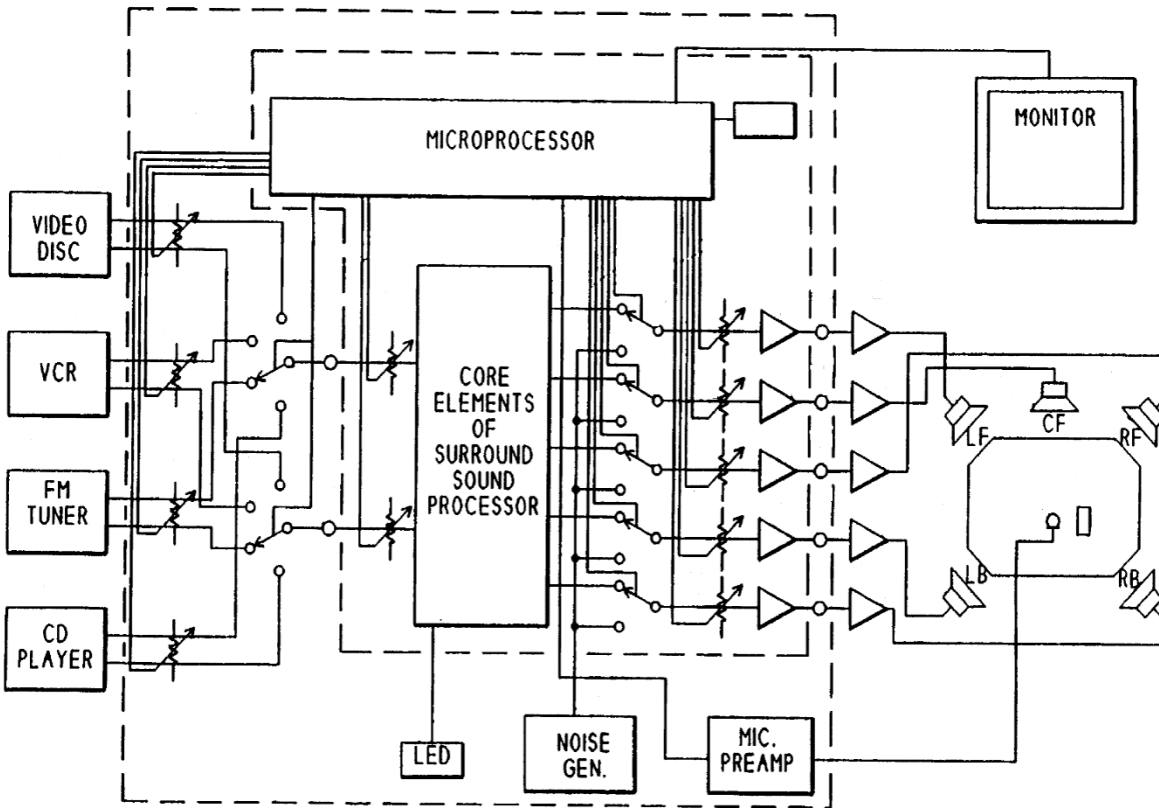 MICROPROCESSOR
MONITOR
VIDEO
DISC
VCR
FM
TUNER
CD
PLAYER
CORE
ELEMENTS
OF
SURROUND
SOUND
PROCESSOR
LED
NOISE
GEN.
MIC.
PREAMP
LF
CF
RF
LB
RB